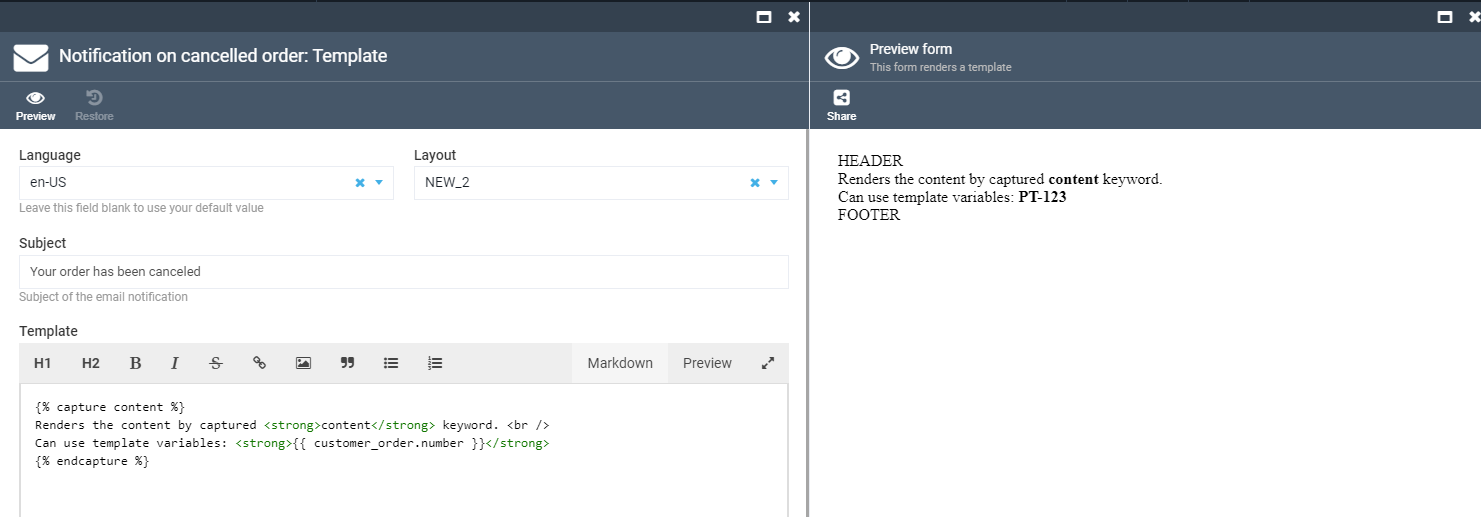 Notification on cancelled order: Template
Preview
Restore
Language
Layout
en-US
NEW_2
Leave this field blank to use your default value
Subject
Your order has been canceled
Subject of the email notification
Template
H1 H2 B I S Markdown Preview
{% capture content %}
Renders the content by captured <strong>content</strong> keyword. <br />
Can use template variables: <strong>{{ customer_order.number }}</strong>
{% endcapture %}
Preview form
This form renders a template
Share
HEADER
Renders the content by captured content keyword.
Can use template variables: PT-123
FOOTER